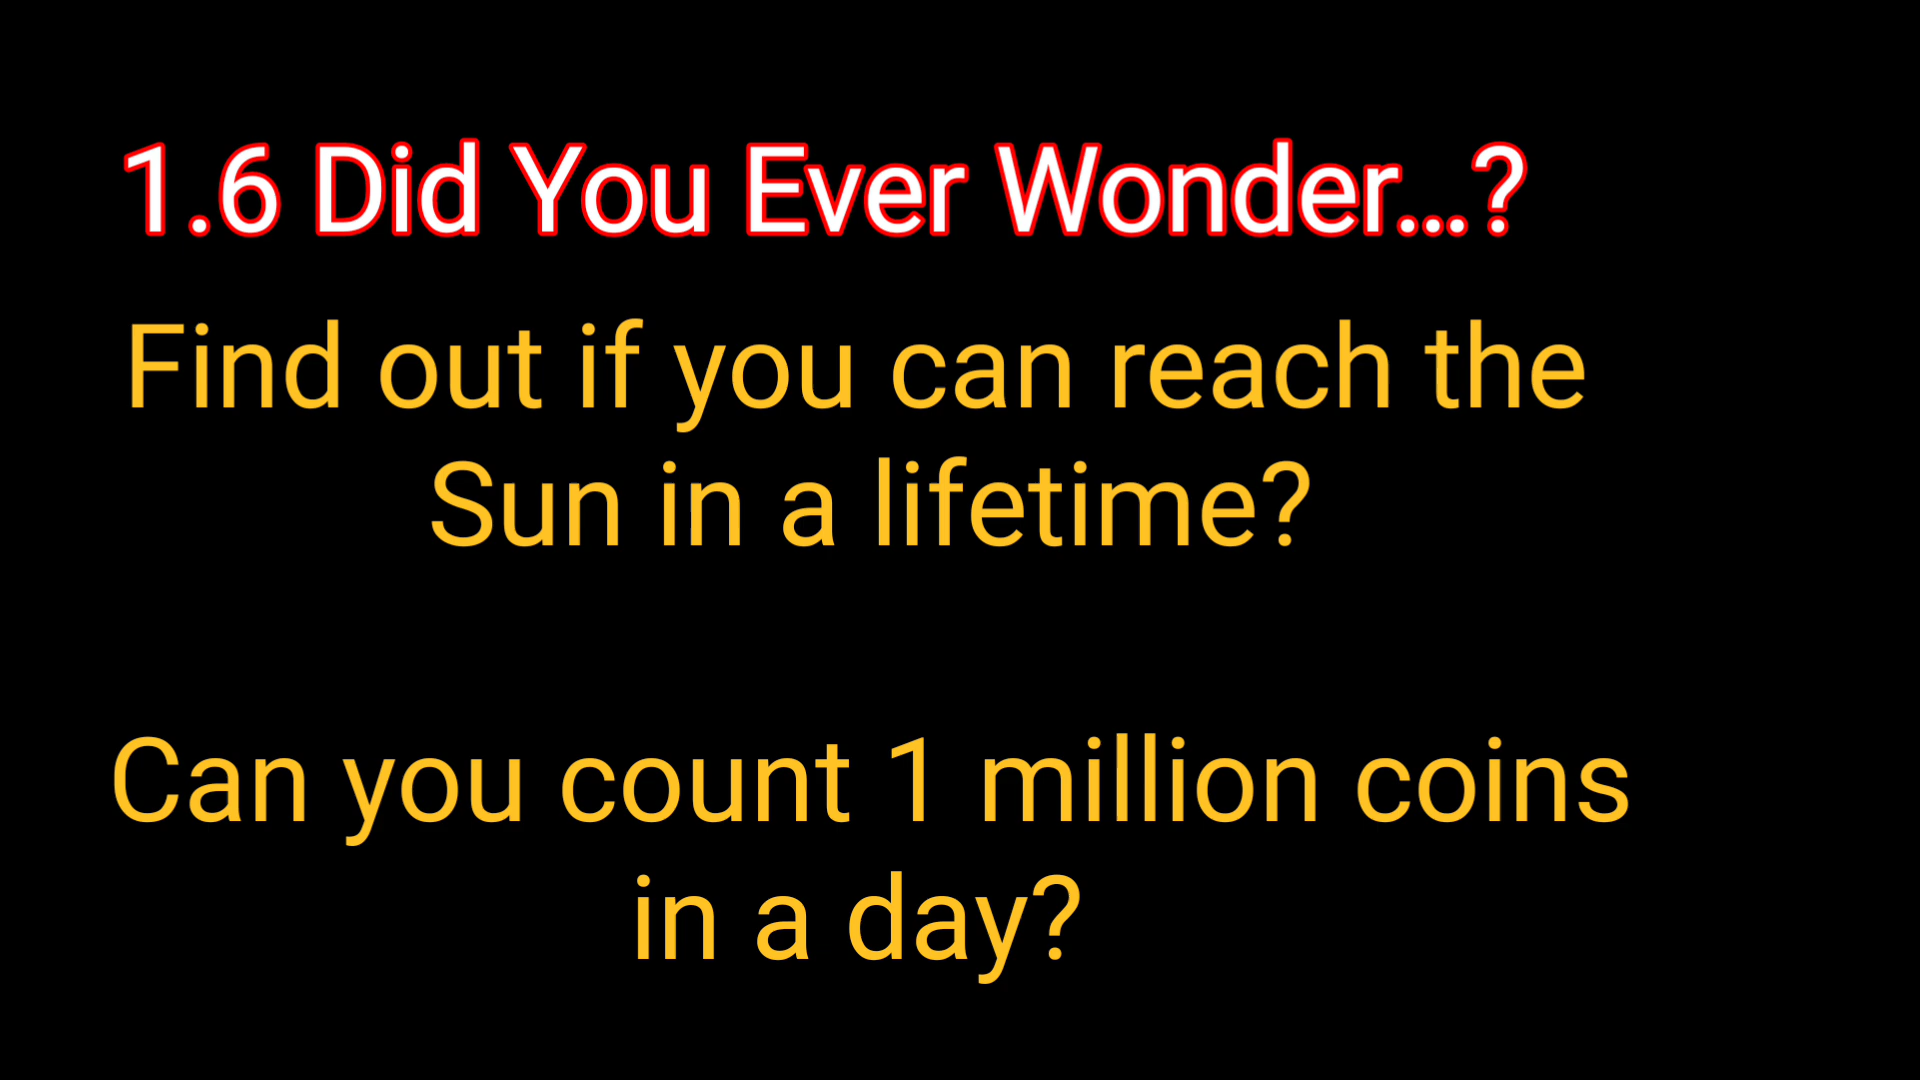 1.6 Did You Ever Wonder...?
Find out if you can reach the
Sun in a lifetime?
Can you count 1 million coins
in a day?